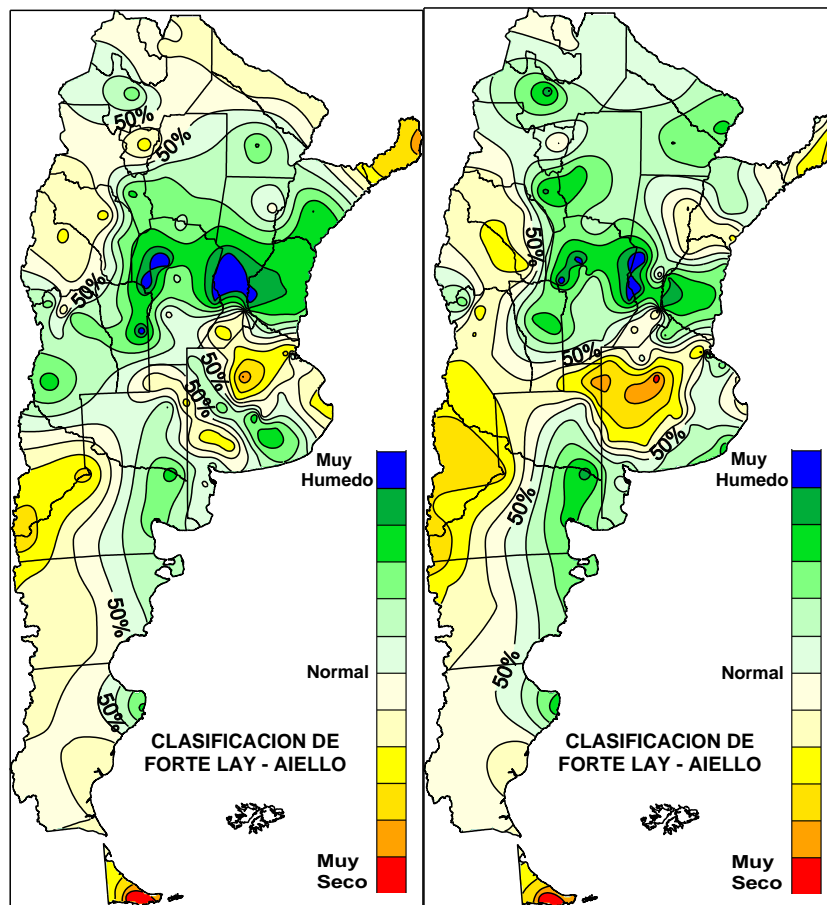 50%
50%
50%
50%
50%
50%
50%
50%
Muy
Humedo
Normal
CLASIFICACION DE
FORTE LAY - AIELLO
Muy
Seco
50%
50%
50%
50%
50%
Muy
Humedo
Normal
CLASIFICACION DE
FORTE LAY - AIELLO
Muy
Seco